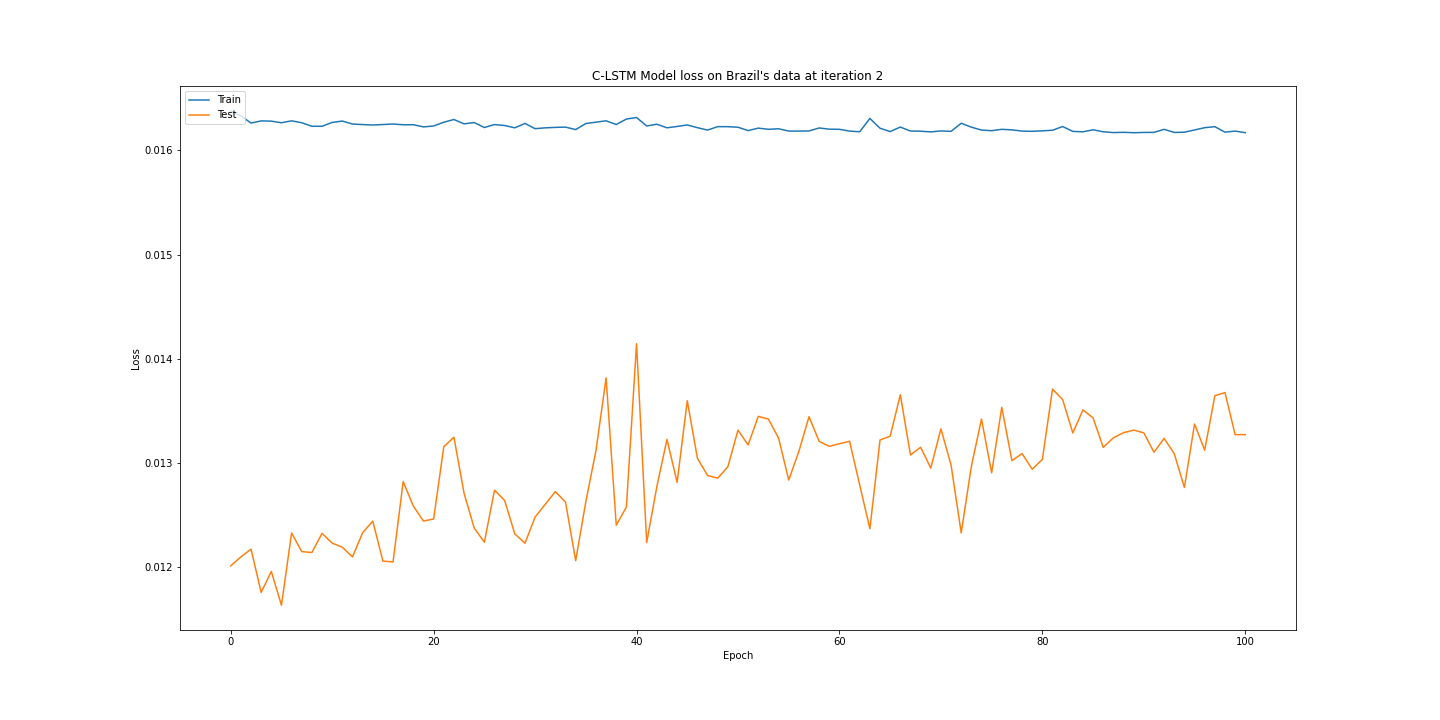 C-LSTM Model loss on Brazil's data at iteration 2
Train
Test
0.016
0.015
0.014
0.013
0.012
Loss
0 20 40 60 80 100
Epoch